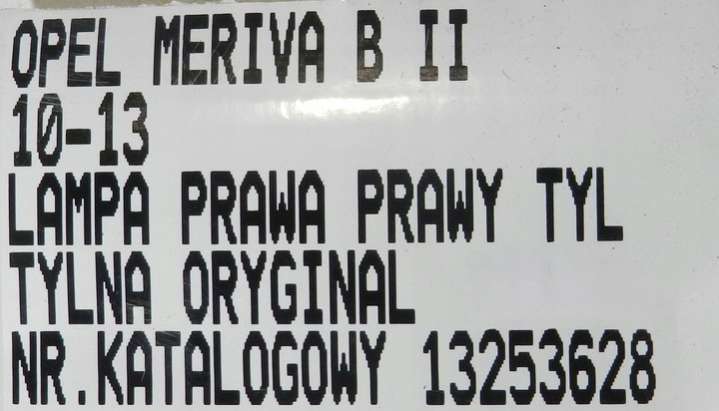 OPEL MERIVA B II
10-13
LAMPA PRAWA PRAWY TYL
TYLNA ORYGINAL
NR.KATALOGOWY 13253628